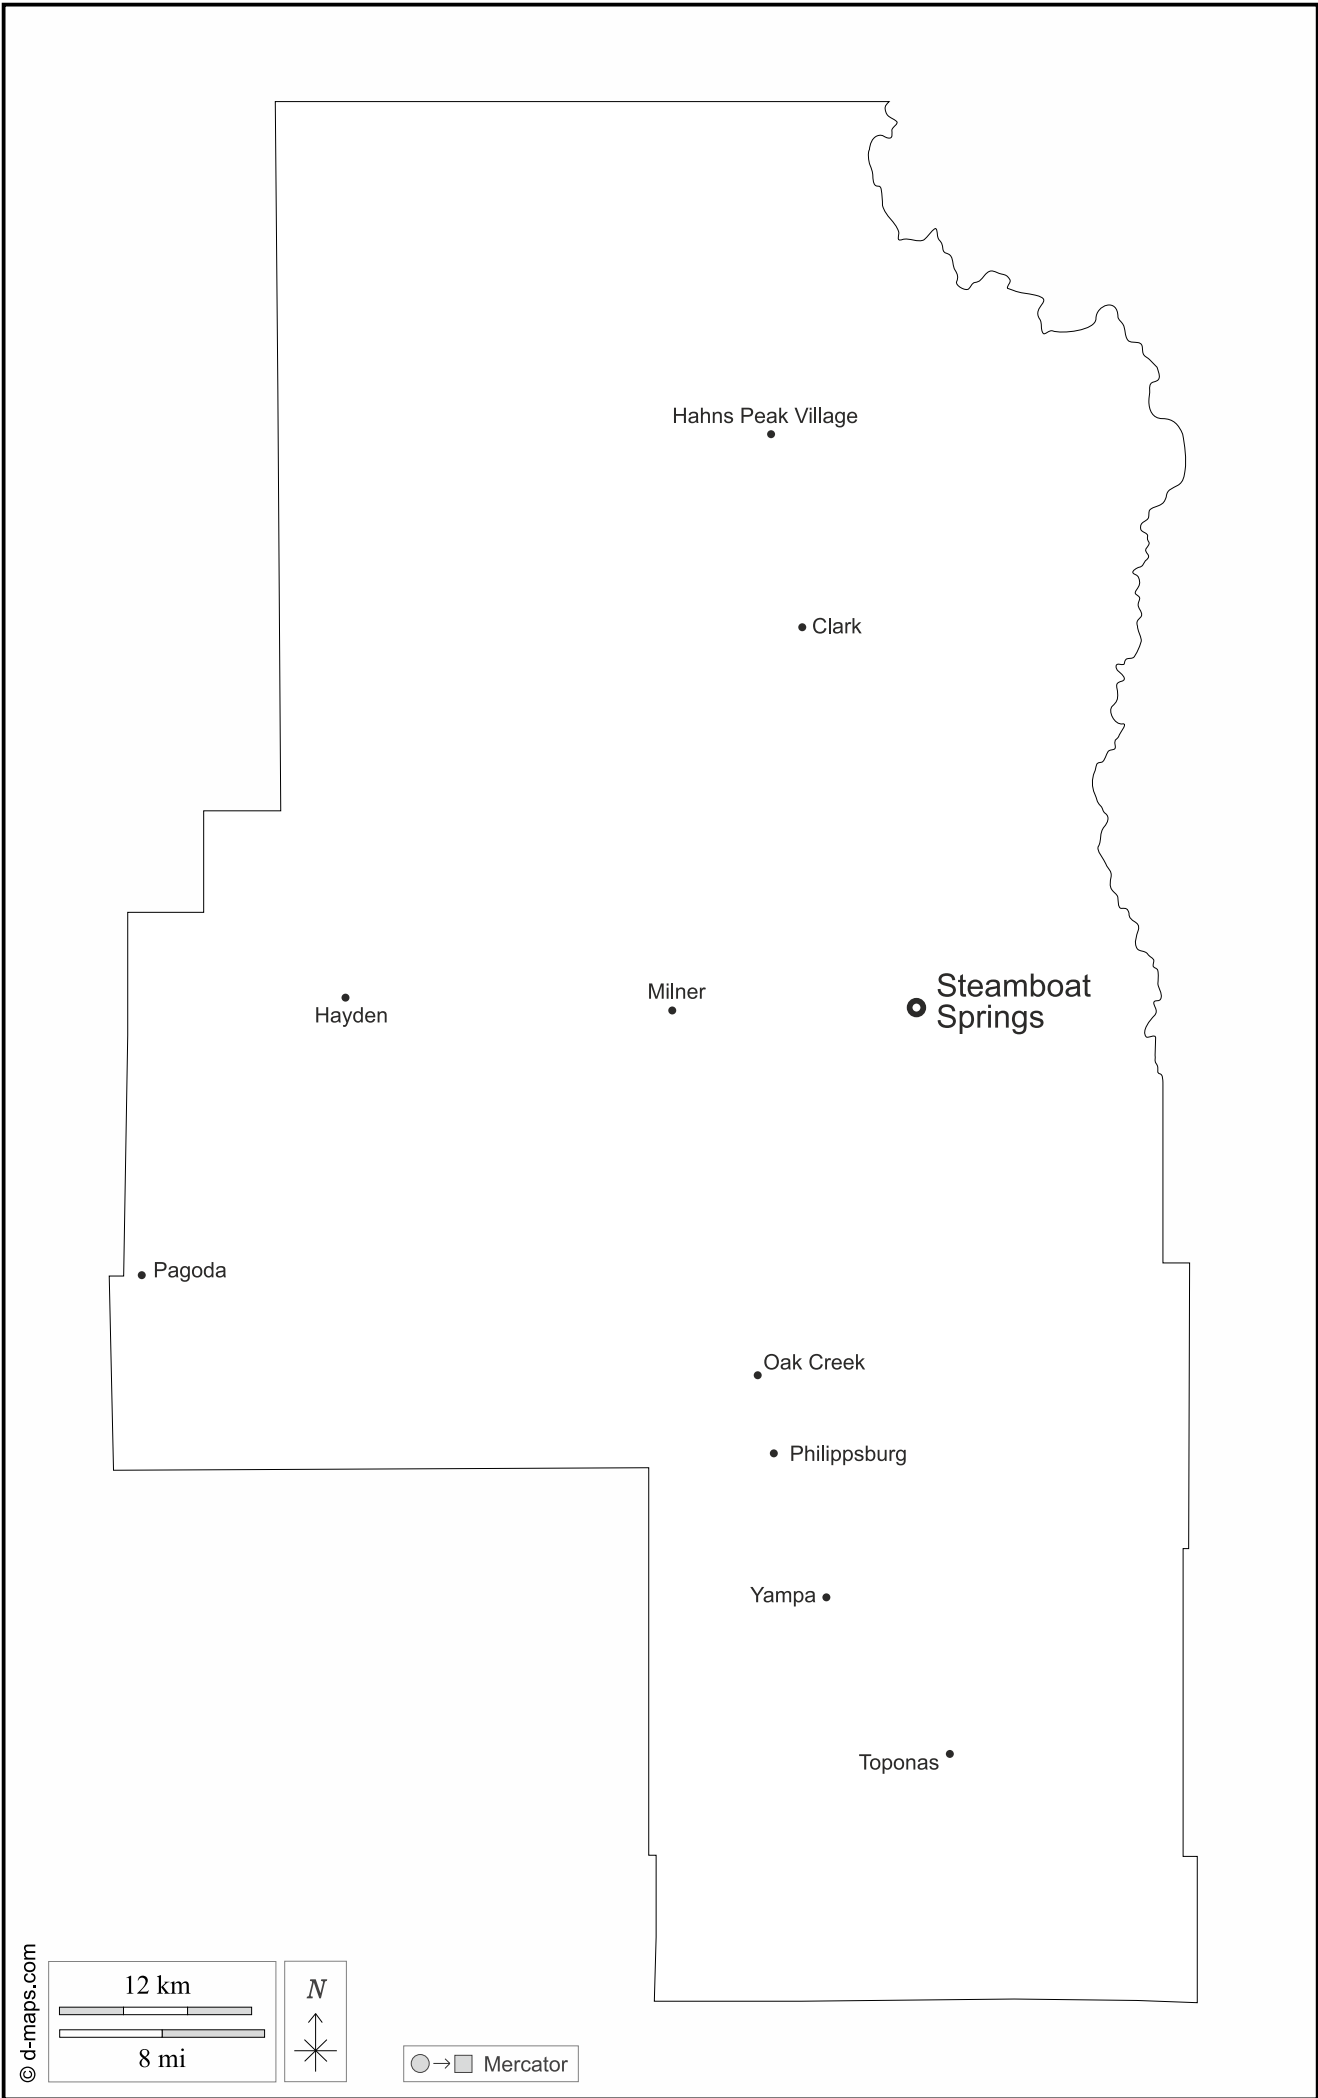 Hahns Peak Village
Clark
Steamboat
Springs
Milner
Hayden
Pagoda
Oak Creek
Philippsburg
Yampa
Toponas
© d-maps.com
12 km
8 mi
N
Mercator